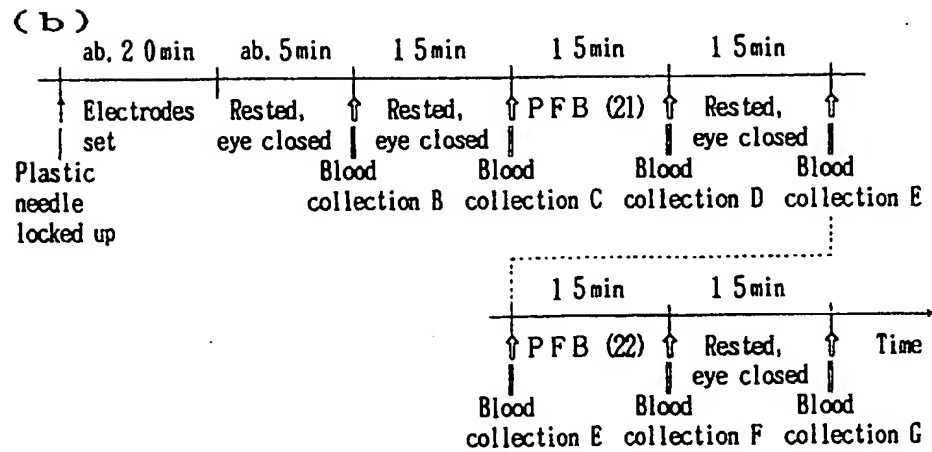 (b)
ab. 20min ab. 5min 15min 15min 15min
Electrodes Rested, Rested, PFB (21) Rested,
set eye closed eye closed eye closed
Plastic Blood Blood Blood Blood
needle collection B collection C collection D collection E
locked up
15min 15min
PFB (22) Rested, Time
eye closed
Blood Blood Blood
collection E collection F collection G